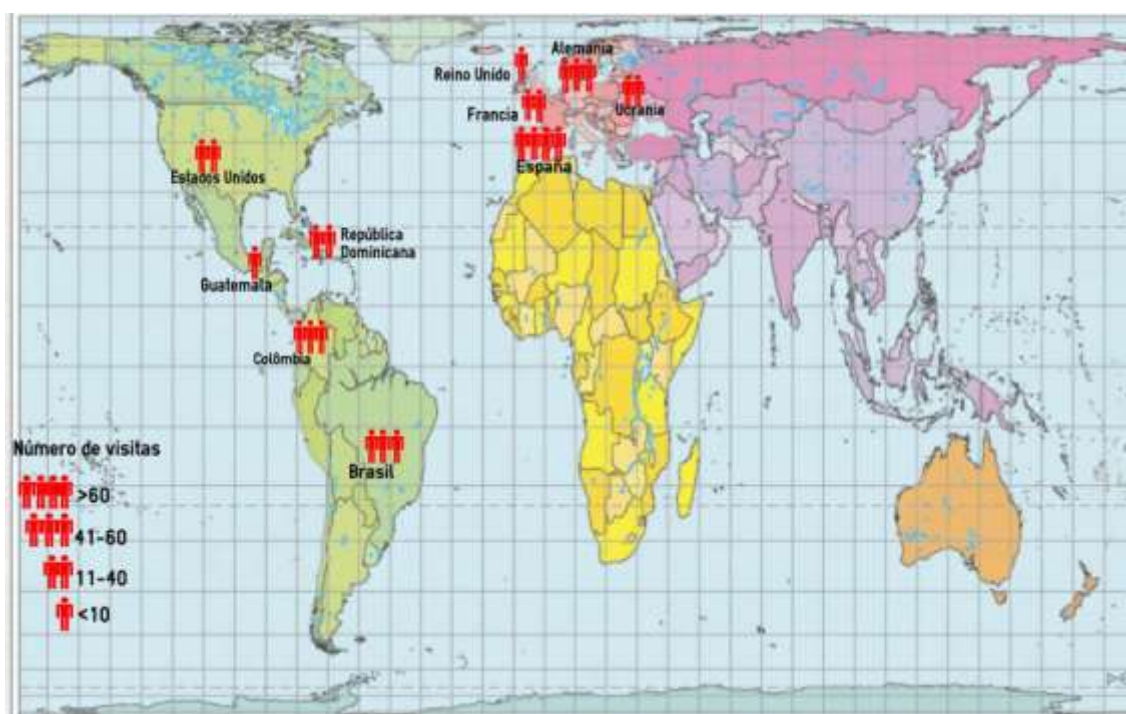 Alemania
Reino Unido
Francia
Ucrania
España
Estados Unidos
República
Dominicana
Guatemala
Colômbia
Brasil
Número de visitas
>60
41-60
11-40
<10